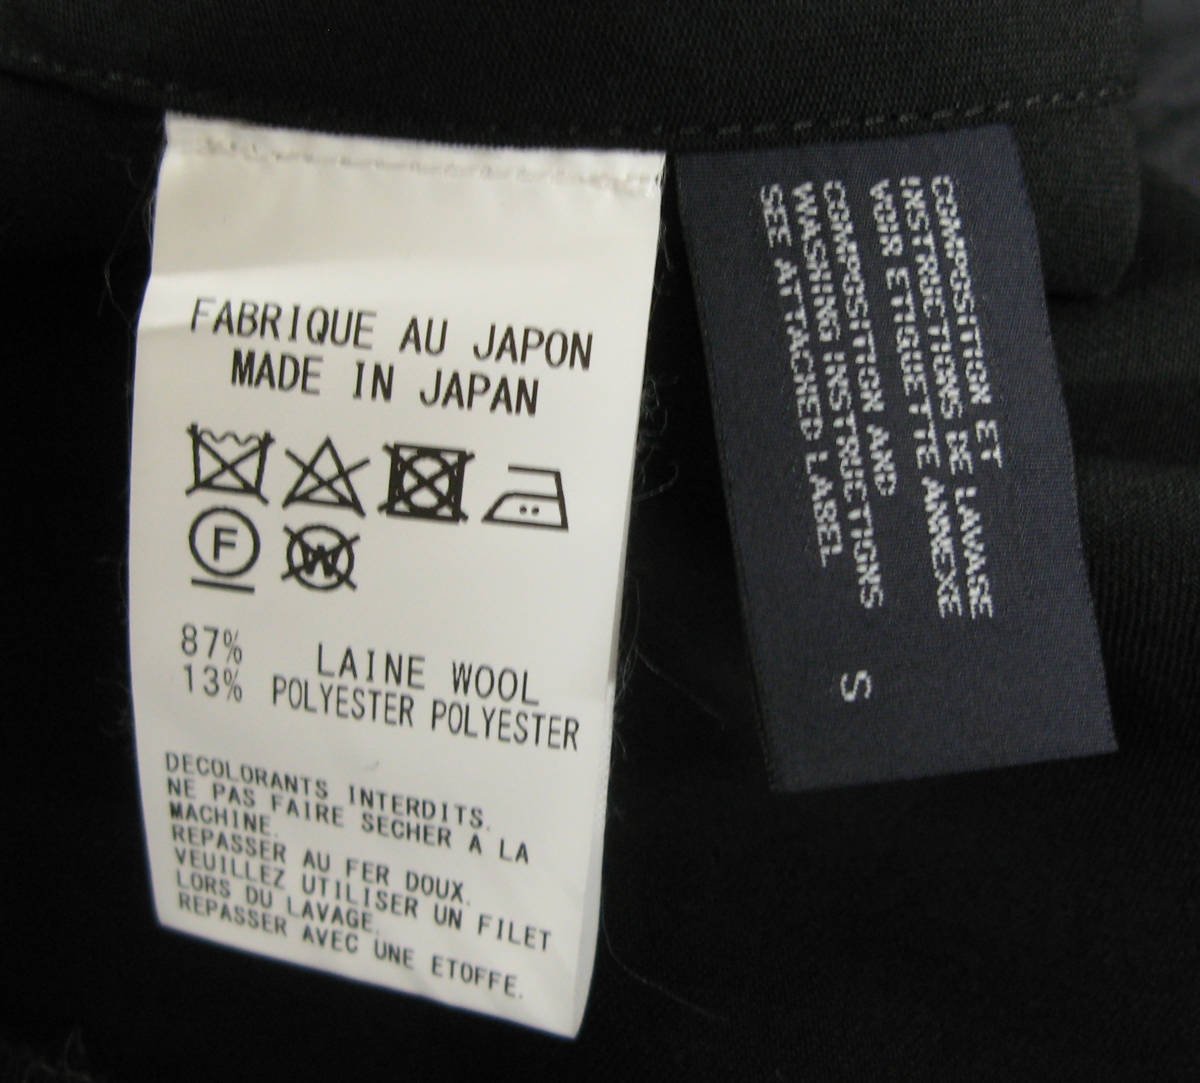 FABRIQUE AU JAPON
MADE IN JAPAN
F W
87% LAINE WOOL
13% POLYESTER POLYESTER
DECOLORANTS INTERDITS.
NE PAS FAIRE SECHER À LA
MACHINE.
REPASSER AU FER DOUX.
VEUILLEZ UTILISER UN FILET
LORS DU LAVAGE.
REPASSER AVEC UNE ETOFFE.
COMPOSITION ET
INSTRUCTIONS DE LAVAGE
VOIR ETIQUETTE ANNEXE
COMPOSITION AND
WASHING INSTRUCTIONS
SEE ATTACHED LABEL
S